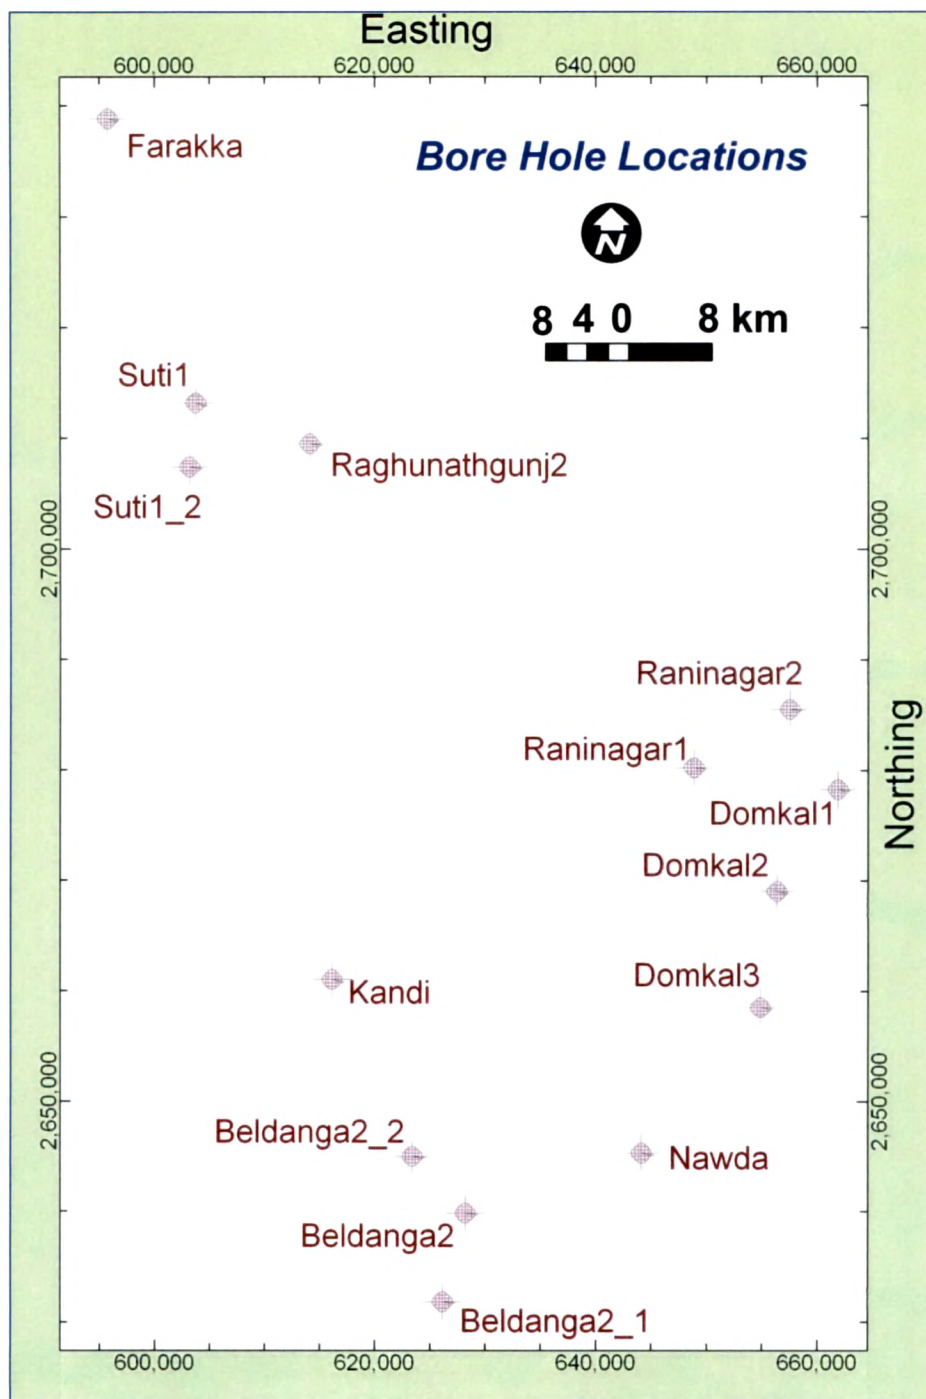 Easting
600,000 620,000 640,000 660,000
Farakka
Bore Hole Locations
N
8 4 0 8 km
Suti1
Raghunathgunj2
Suti1_2
2,700,000
2,700,000
Raninagar2
Raninagar1
Northing
Domkal1
Domkal2
Domkal3
Kandi
2,650,000
2,650,000
Beldanga2_2
Nawda
Beldanga2
Beldanga2_1
600,000 620,000 640,000 660,000